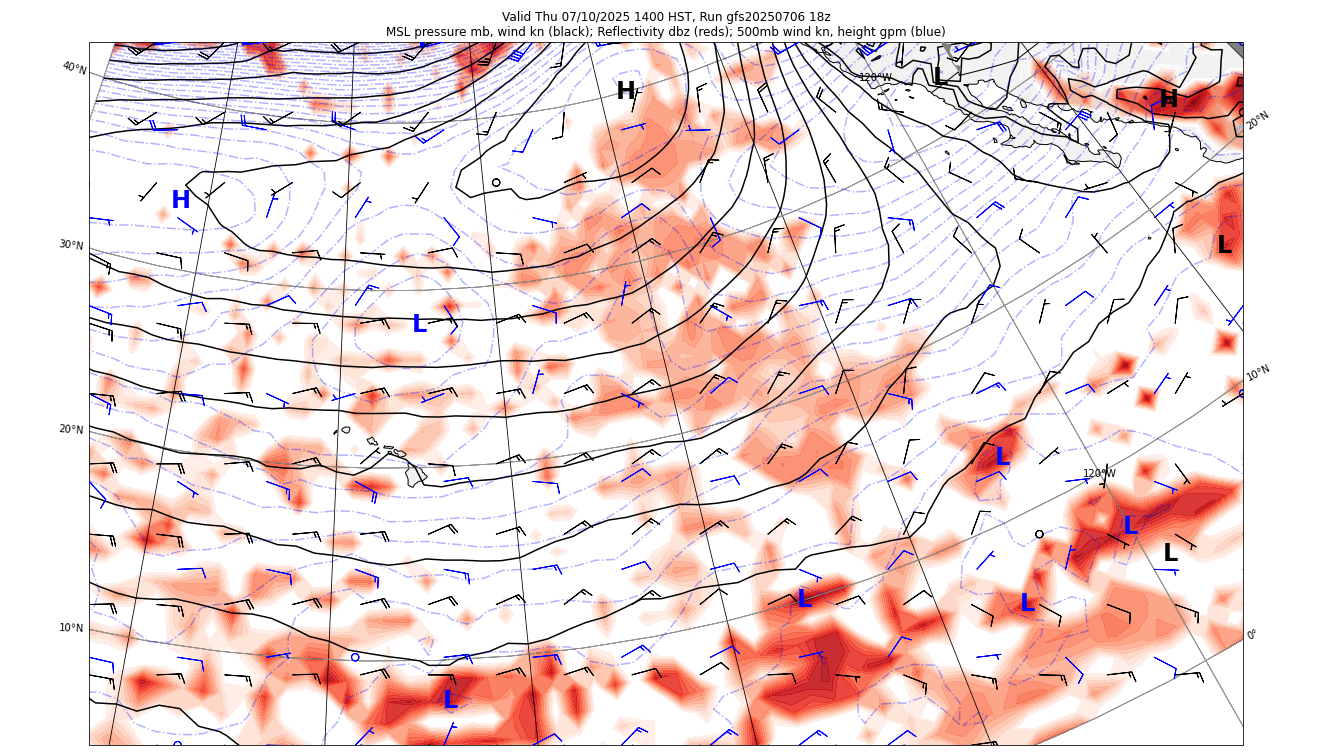 Valid Thu 07/10/2025 1400 HST, Run gfs20250706 18z
MSL pressure mb, wind kn (black); Reflectivity dbz (reds); 500mb wind kn, height gpm (blue)
40°N
H
120°W
L
H
20°N
H
30°N
L
L
10°N
20°N
L
120°W
L
L
L
L
10°N
0°
L